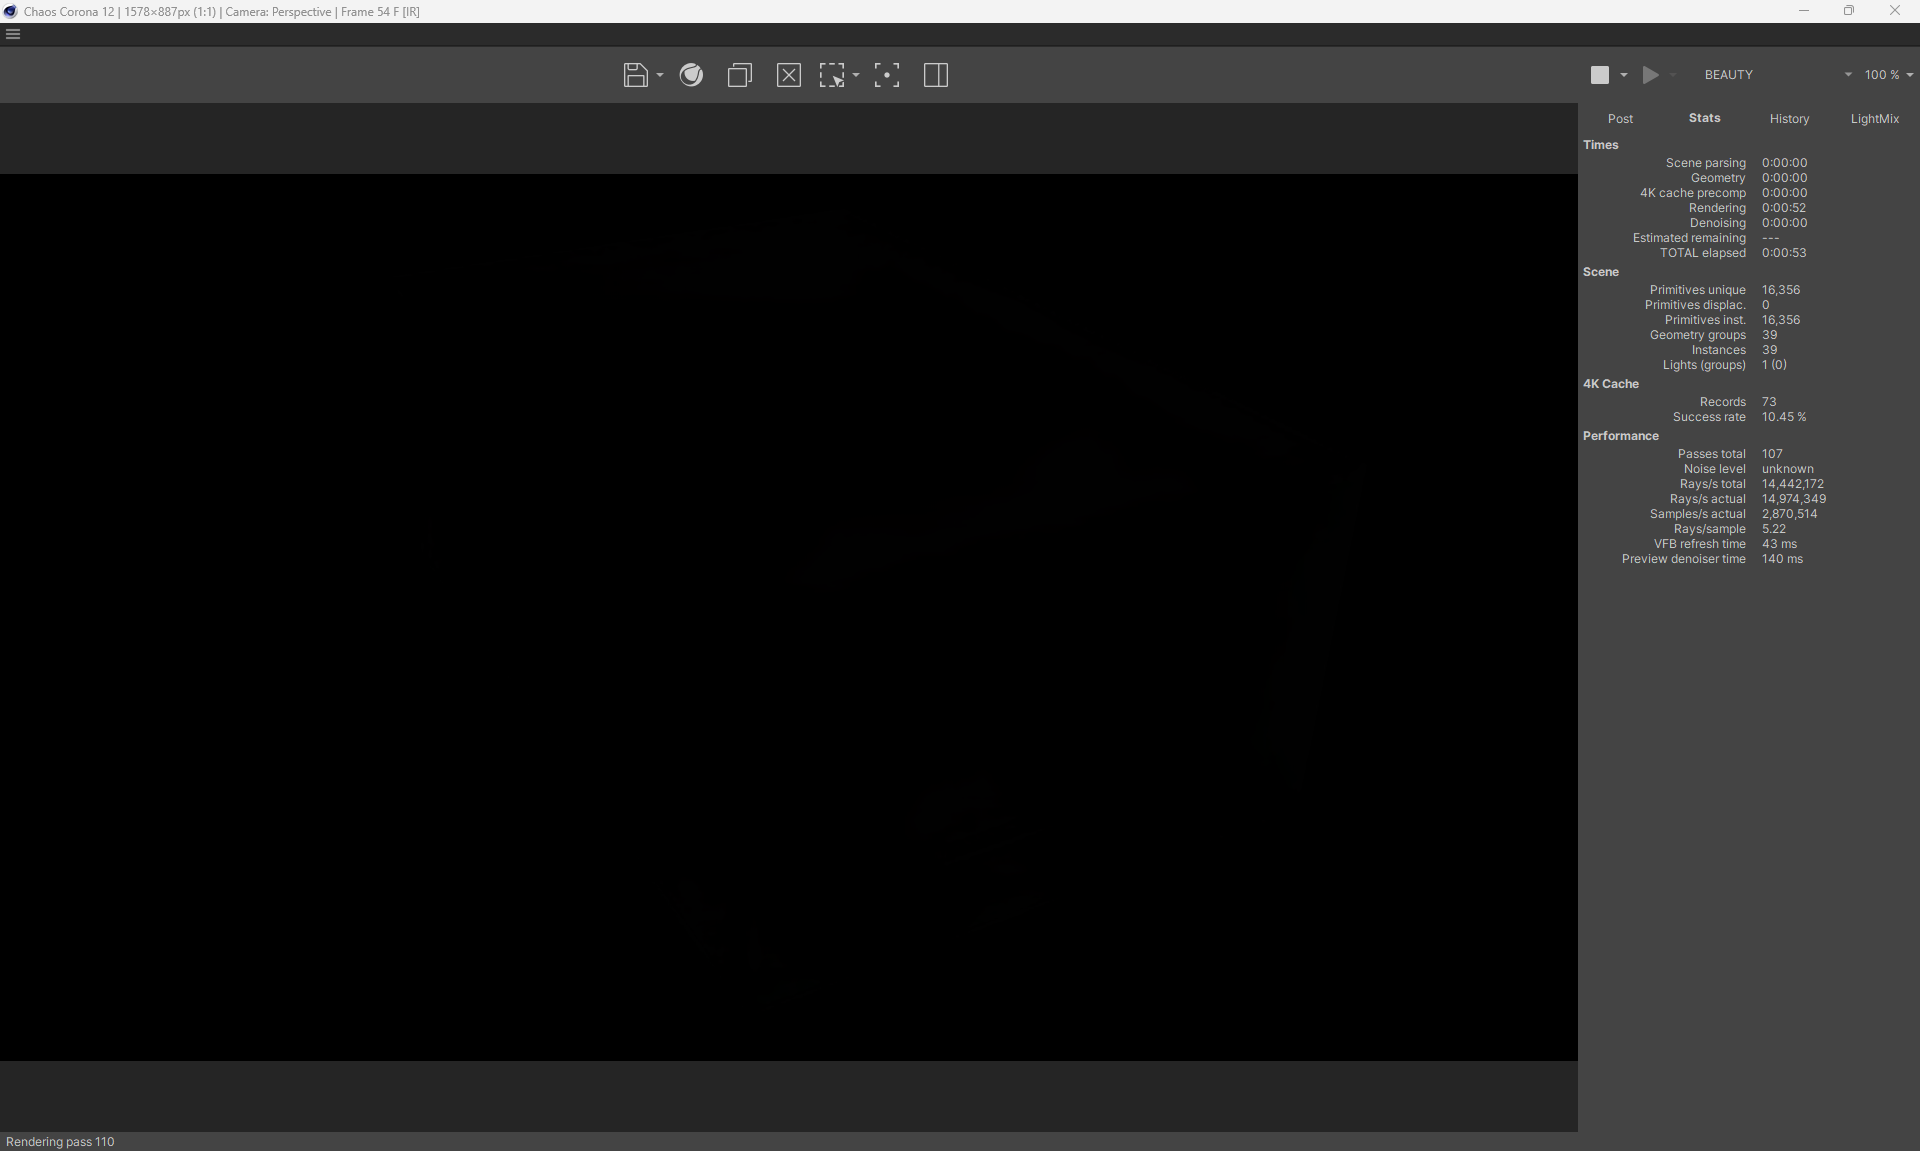 Chaos Corona 12 | 1578×887px (1:1) | Camera: Perspective | Frame 54 F [IR]
BEAUTY
100 %
Post
Stats
History
LightMix
Times
Scene parsing 0:00:00
Geometry 0:00:00
4K cache precomp 0:00:00
Rendering 0:00:52
Denoising 0:00:00
Estimated remaining ---
TOTAL elapsed 0:00:53
Scene
Primitives unique 16,356
Primitives displac. 0
Primitives inst. 16,356
Geometry groups 39
Instances 39
Lights (groups) 1 (0)
4K Cache
Records 73
Success rate 10.45 %
Performance
Passes total 107
Noise level unknown
Rays/s total 14,442,172
Rays/s actual 14,974,349
Samples/s actual 2,870,514
Rays/sample 5.22
VFB refresh time 43 ms
Preview denoiser time 140 ms
Rendering pass 110